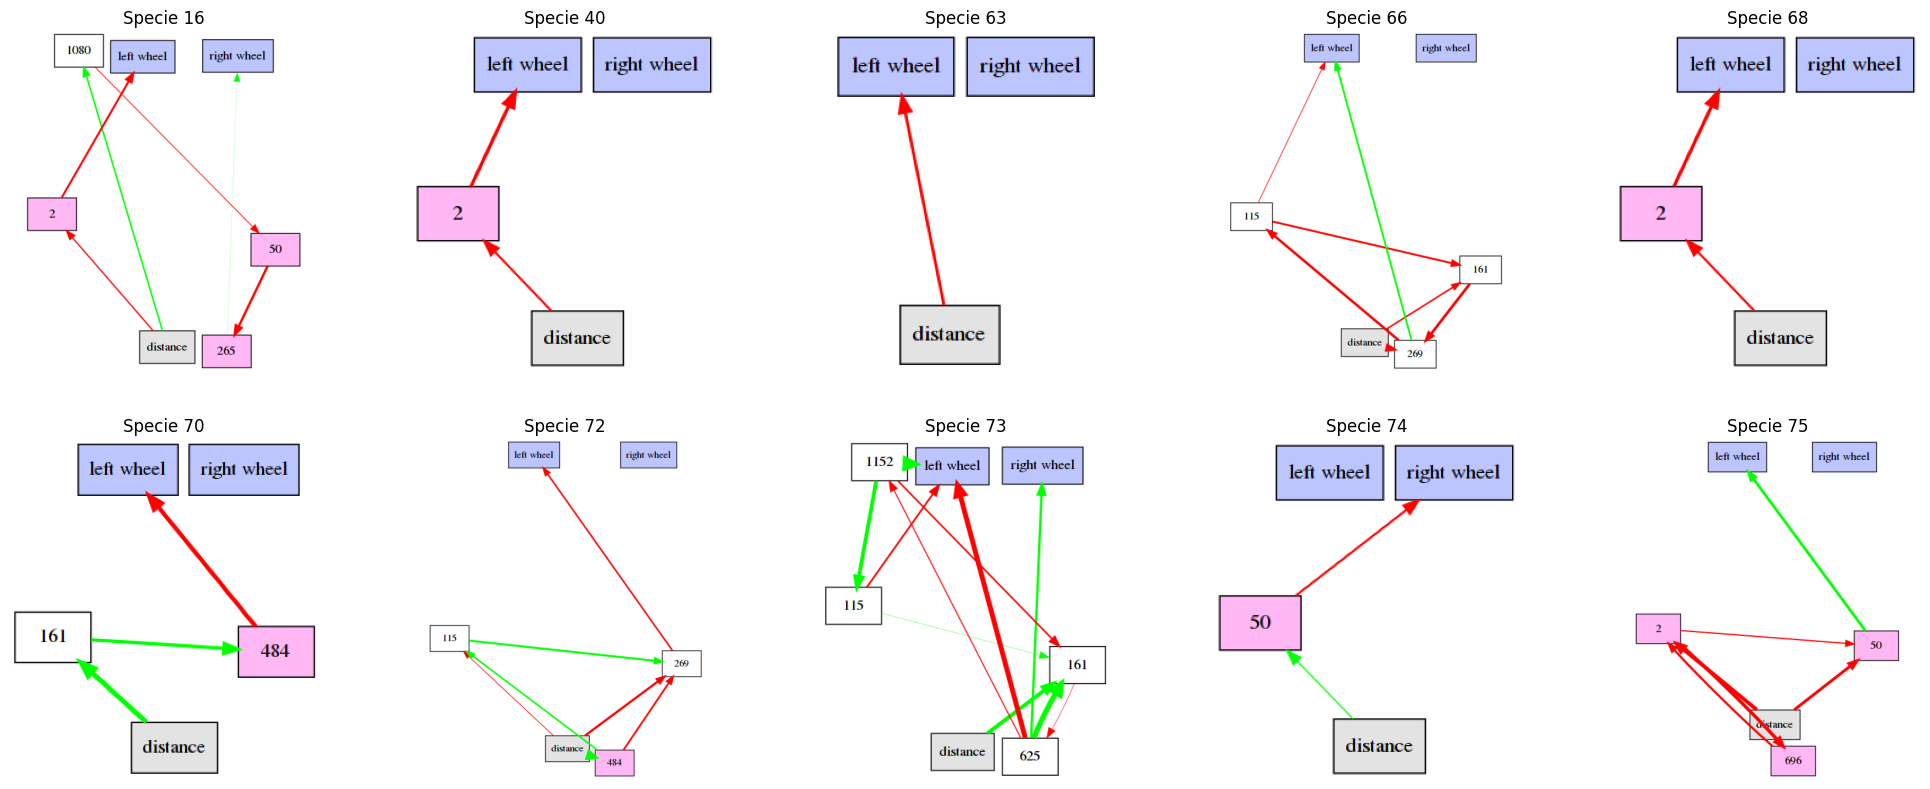 Specie 16
1080
left wheel
right wheel
2
50
distance
265
Specie 40
left wheel
right wheel
2
distance
Specie 63
left wheel
right wheel
distance
Specie 66
left wheel
right wheel
115
161
distance
269
Specie 68
left wheel
right wheel
2
distance
Specie 70
left wheel
right wheel
161
484
distance
Specie 72
left wheel
right wheel
115
269
distance
484
Specie 73
1152
left wheel
right wheel
115
161
distance
625
Specie 74
left wheel
right wheel
50
distance
Specie 75
left wheel
right wheel
2
50
distance
696